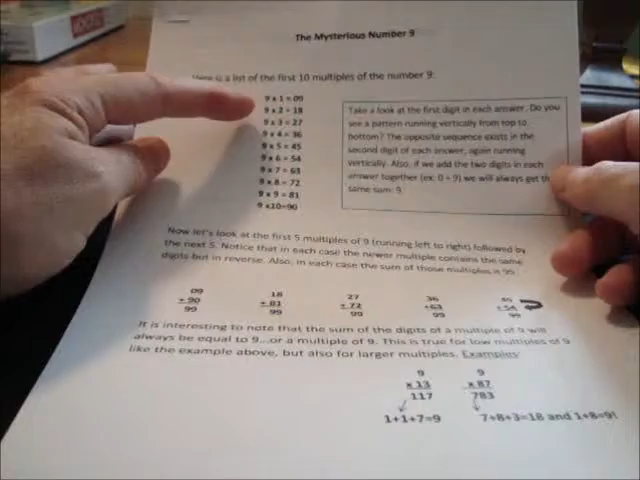 The Mysterious Number 9
Here is a list of the first 10 multiples of the number 9:
9 x 1 = 09
9 x 2 = 18
9 x 3 = 27
9 x 4 = 36
9 x 5 = 45
9 x 6 = 54
9 x 7 = 63
9 x 8 = 72
9 x 9 = 81
9 x10=90
Take a look at the first digit in each answer. Do you
see a pattern running vertically from top to
bottom? The opposite sequence exists in the
second digit of each answer, again running
vertically. Also, if we add the two digits in each
answer together (ex: 0 + 9) we will always get the
same sum: 9
Now let's look at the first 5 multiples of 9 (running left to right) followed by
the next 5. Notice that in each case the newer multiple contains the same
digits but in reverse. Also, in each case the sum of those multiples is 99
09 18 27 36 45
+ 90 + 81 + 72 +63 +54
99 99 99 99 99
It is interesting to note that the sum of the digits of a multiple of 9 will
always be equal to 9...or a multiple of 9. This is true for low multiples of 9
like the example above, but also for larger multiples. Examples:
9 9
x 13 x 87
117 783
1+1+7=9 7+8+3=18 and 1+8=9!